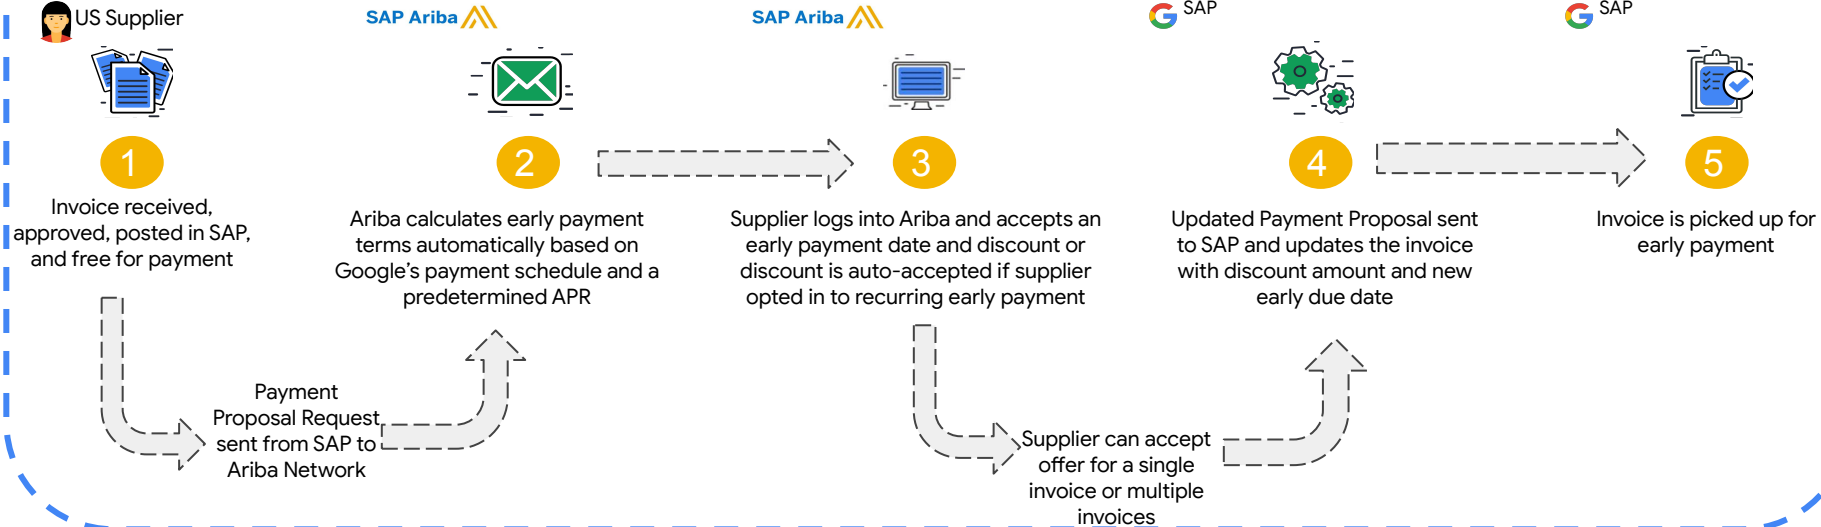 US Supplier
1
Invoice received,
approved, posted in SAP,
and free for payment
Payment
Proposal Request
sent from SAP to
Ariba Network
SAP Ariba
2
Ariba calculates early payment
terms automatically based on
Google's payment schedule and a
predetermined APR
SAP Ariba
3
Supplier logs into Ariba and accepts an
early payment date and discount or
discount is auto-accepted if supplier
opted in to recurring early payment
Supplier can accept
offer for a single
invoice or multiple
invoices
G SAP
4
Updated Payment Proposal sent
to SAP and updates the invoice
with discount amount and new
early due date
G SAP
5
Invoice is picked up for
early payment